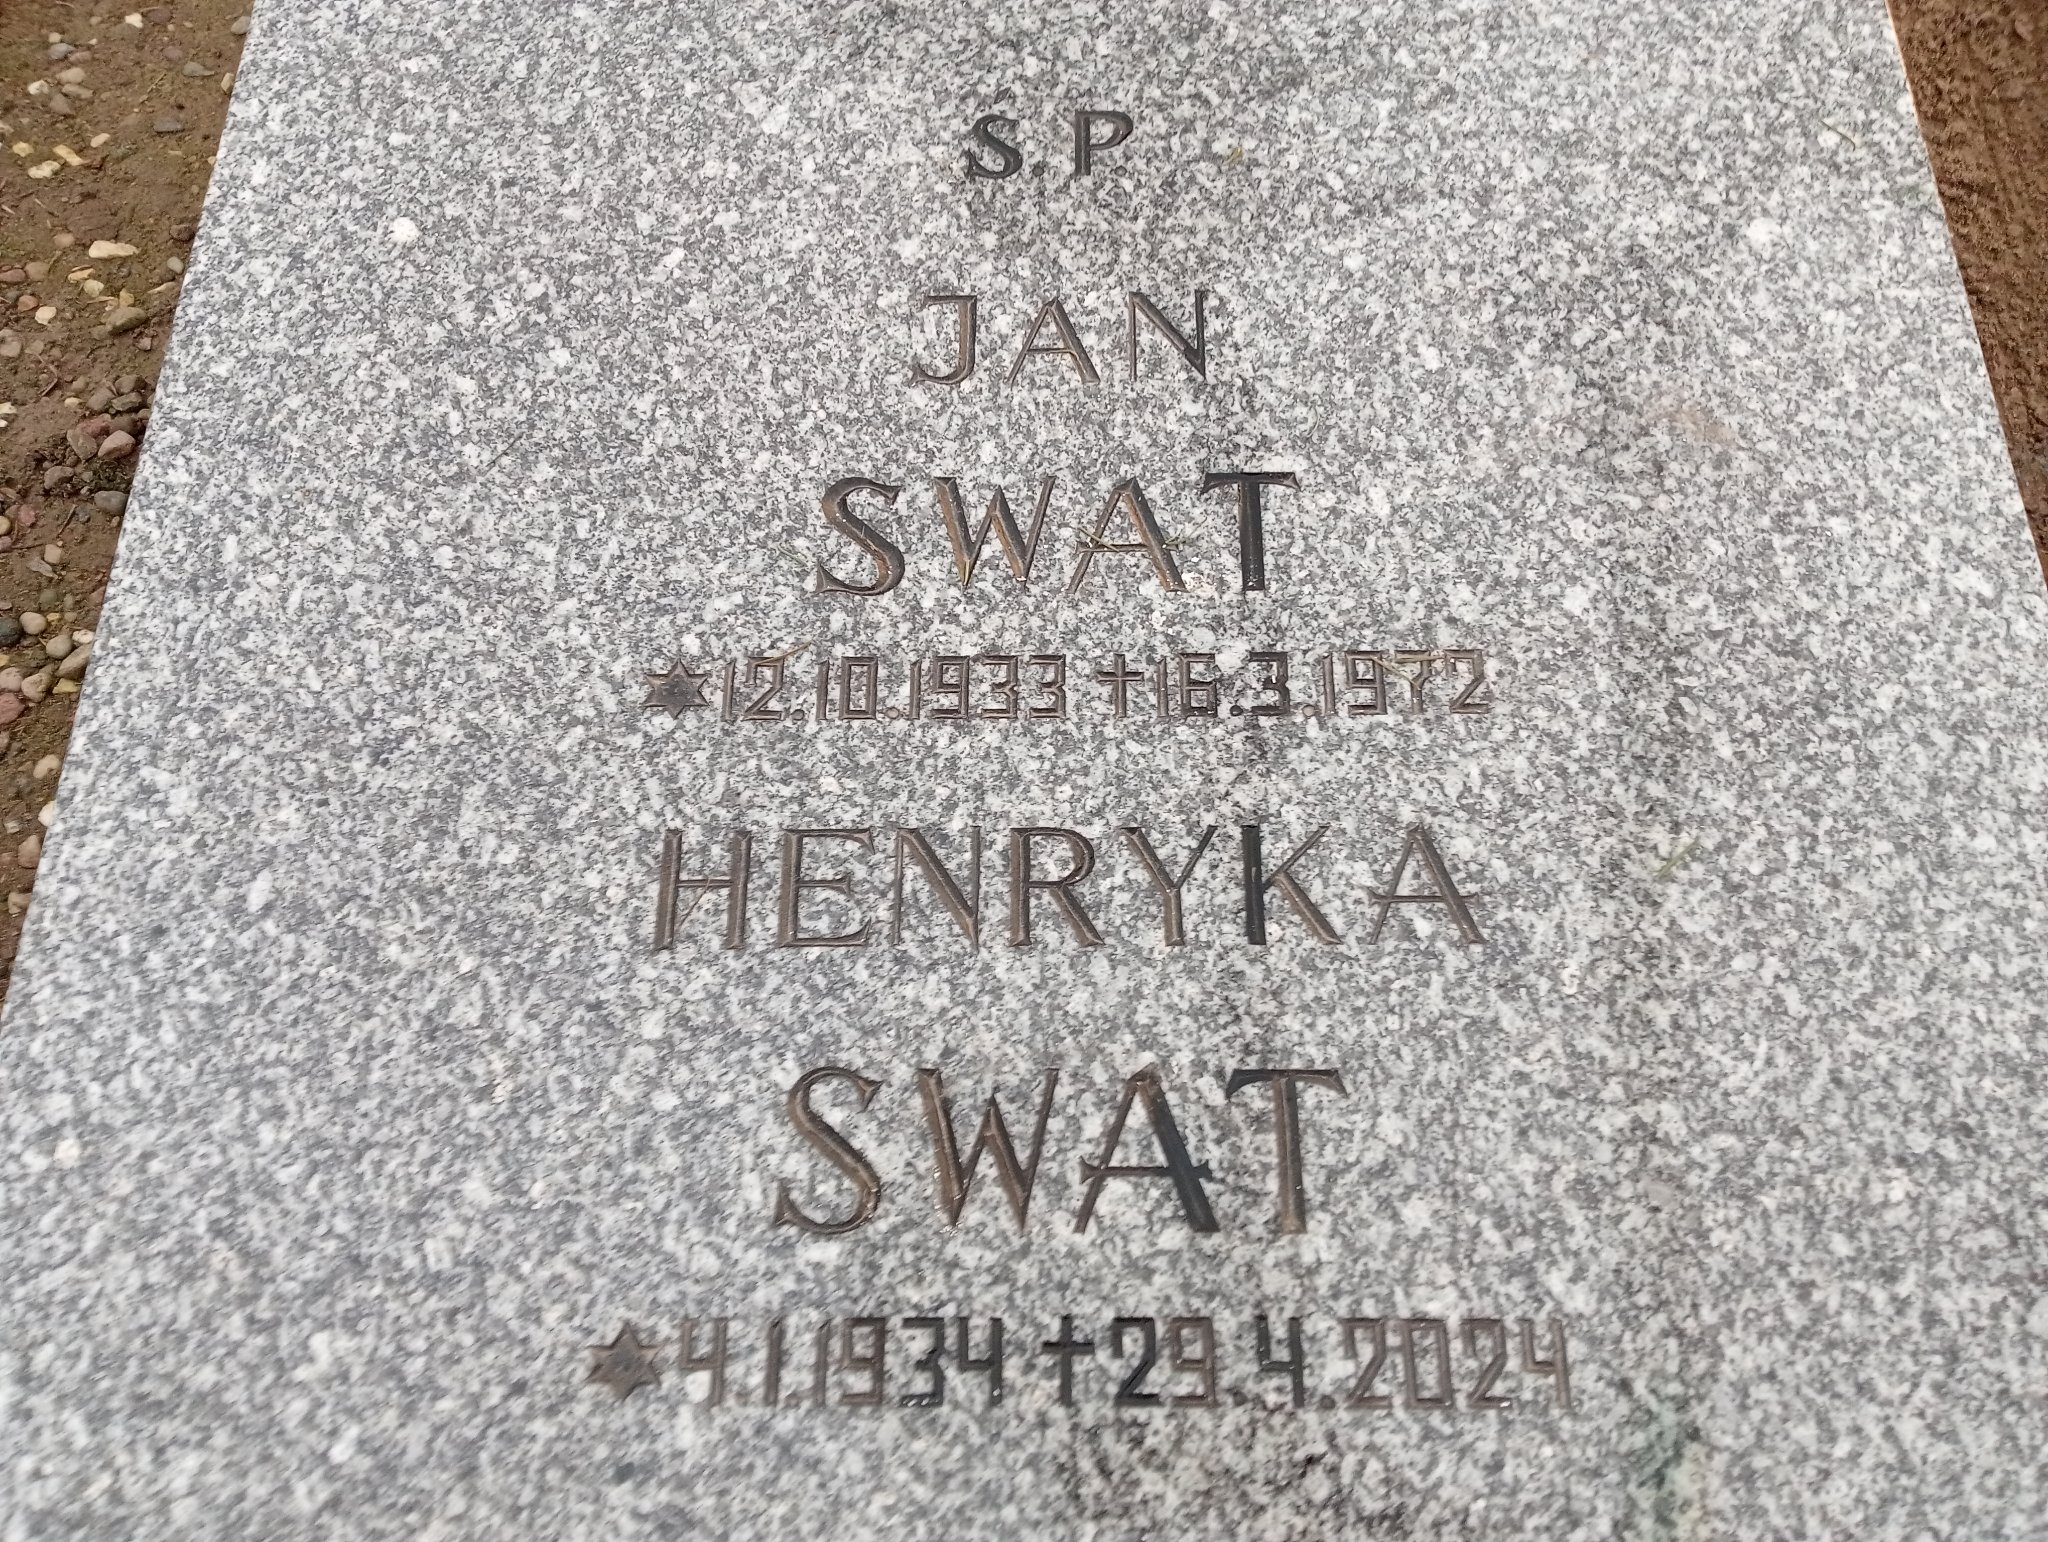 Ś.P.
JAN
SWAT
✶12.10.1933 †16.3.1972
HENRYKA
SWAT
✶4.1.1934 †29.4.2024